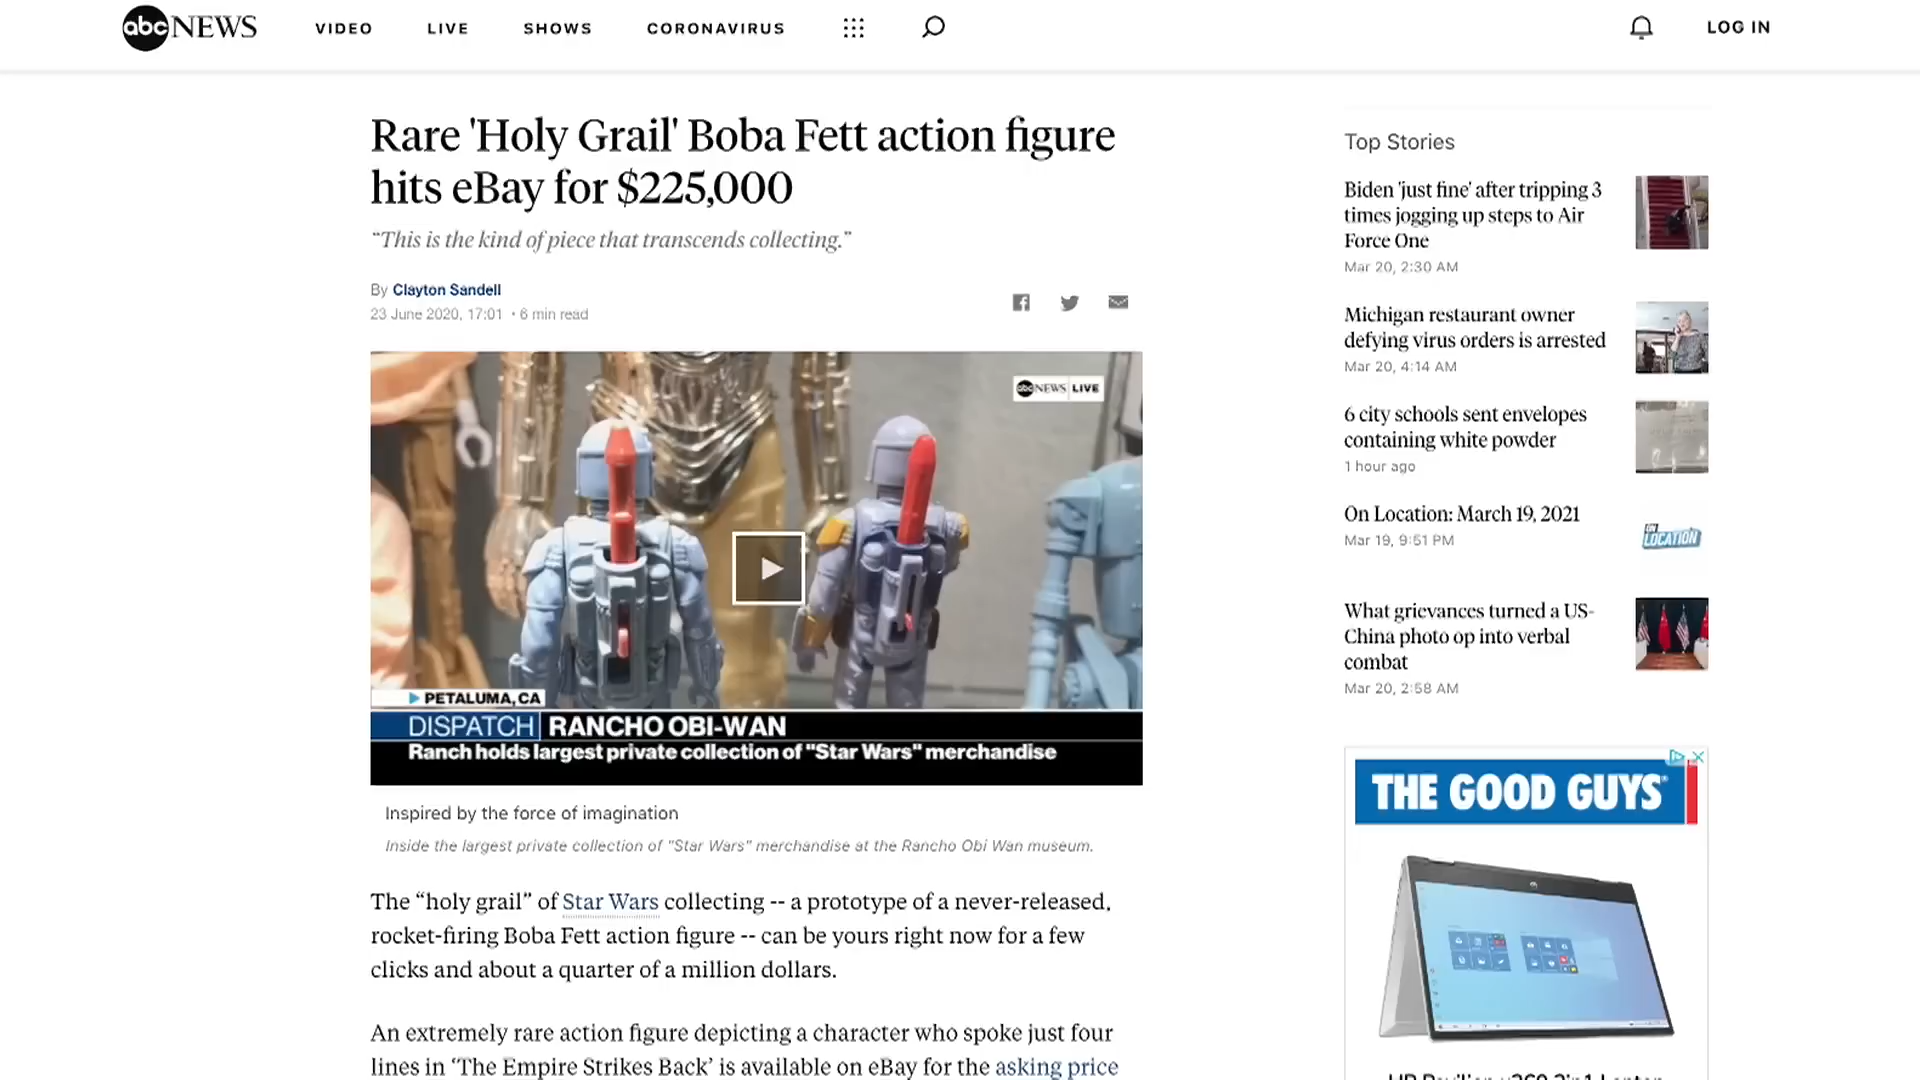 abc NEWS VIDEO LIVE SHOWS CORONAVIRUS LOG IN
Rare 'Holy Grail' Boba Fett action figure
hits eBay for $225,000
“This is the kind of piece that transcends collecting.”
By Clayton Sandell
23 June 2020, 17:01 • 6 min read
abc NEWS LIVE
PETALUMA, CA
DISPATCH RANCHO OBI-WAN
Ranch holds largest private collection of "Star Wars" merchandise
Inspired by the force of imagination
Inside the largest private collection of "Star Wars" merchandise at the Rancho Obi Wan museum.
The “holy grail” of Star Wars collecting -- a prototype of a never-released,
rocket-firing Boba Fett action figure -- can be yours right now for a few
clicks and about a quarter of a million dollars.
An extremely rare action figure depicting a character who spoke just four
lines in ‘The Empire Strikes Back’ is available on eBay for the asking price
Top Stories
Biden 'just fine' after tripping 3
times jogging up steps to Air
Force One
Mar 20, 2:30 AM
Michigan restaurant owner
defying virus orders is arrested
Mar 20, 4:14 AM
6 city schools sent envelopes
containing white powder
1 hour ago
On Location: March 19, 2021
Mar 19, 9:51 PM
ON
LOCATION
What grievances turned a US-
China photo op into verbal
combat
Mar 20, 2:58 AM
THE GOOD GUYS